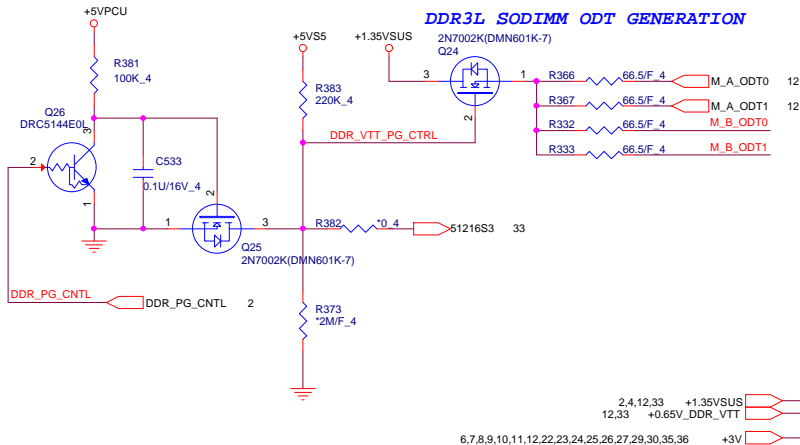 DDR3L SODIMM ODT GENERATION
+5VPCU
R381
100K_4
Q26
DRC5144E0L
3
2
1
C533
0.1U/16V_4
2
1
3
Q25
2N7002K(DMN601K-7)
DDR_PG_CNTL
DDR_PG_CNTL 2
+5VS5
R383
220K_4
DDR_VTT_PG_CTRL
R382 *0_4
51216S3 33
R373
*2M/F_4
+1.35VSUS
2N7002K(DMN601K-7)
Q24
3
1
2
R366 66.5/F_4 M_A_ODT0 12
R367 66.5/F_4 M_A_ODT1 12
R332 66.5/F_4 M_B_ODT0
R333 66.5/F_4 M_B_ODT1
2,4,12,33 +1.35VSUS
12,33 +0.65V_DDR_VTT
6,7,8,9,10,11,12,22,23,24,25,26,27,29,30,35,36 +3V